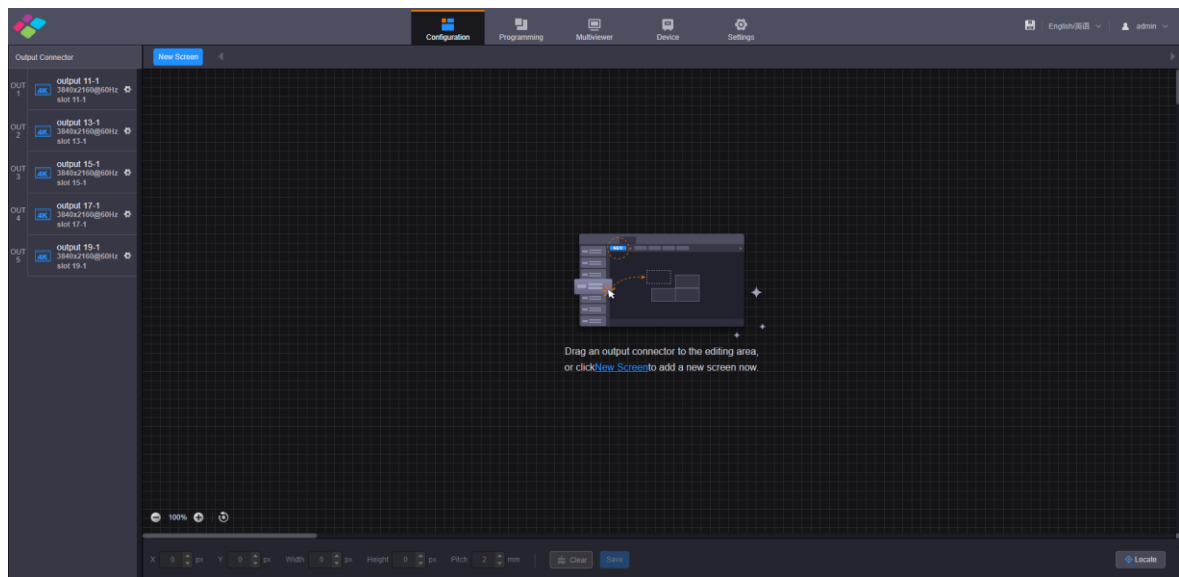 Configuration
Programming
Multiviewer
Device
Settings
English/英语
admin
Output Connector
New Screen
OUT 1
4K
output 11-1
3840x2160@60Hz
slot 11-1
OUT 2
4K
output 13-1
3840x2160@60Hz
slot 13-1
OUT 3
4K
output 15-1
3840x2160@60Hz
slot 15-1
OUT 4
4K
output 17-1
3840x2160@60Hz
slot 17-1
OUT 5
4K
output 19-1
3840x2160@60Hz
slot 19-1
Drag an output connector to the editing area,
or clickNew Screento add a new screen now.
100%
X 0 px Y 0 px Width 0 px Height 0 px Pitch 2 mm Clear Save Locate